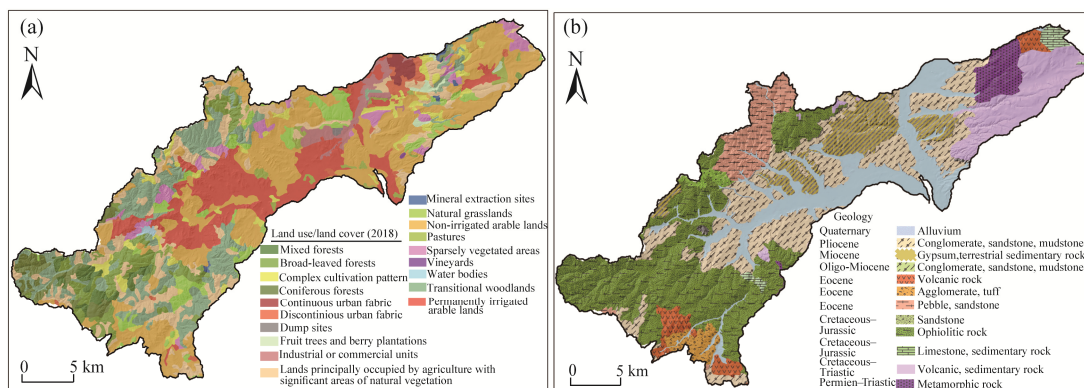 (a)
N
Land use/land cover (2018)
Mixed forests
Broad-leaved forests
Complex cultivation pattern
Coniferous forests
Continuous urban fabric
Discontinious urban fabric
Dump sites
Fruit trees and berry plantations
Industrial or commercial units
Lands principally occupied by agriculture with
significant areas of natural vegetation
Mineral extraction sites
Natural grasslands
Non-irrigated arable lands
Pastures
Sparsely vegetated areas
Vineyards
Water bodies
Transitional woodlands
Permanently irrigated
arable lands
0 5 km
(b)
N
Geology
Quaternary Alluvium
Pliocene Conglomerate, sandstone, mudstone
Miocene Gypsum,terrestrial sedimentary rock
Oligo-Miocene Conglomerate, sandstone, mudstone
Eocene Volcanic rock
Eocene Agglomerate, tuff
Eocene Pebble, sandstone
Cretaceous– Sandstone
Jurassic Ophiolitic rock
Cretaceous–
Jurassic Limestone, sedimentary rock
Cretaceous–
Triastic Volcanic, sedimentary rock
Permien–Triastic Metamorphic rock
0 5 km